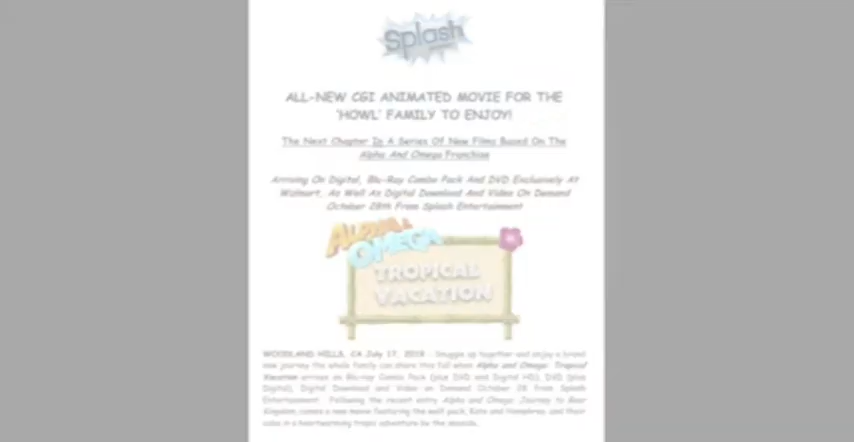 Splash
ALL-NEW CGI ANIMATED MOVIE FOR THE
'HOWL' FAMILY TO ENJOY!
The Next Chapter In A Series Of New Films Based On The
Alpha And Omega Franchise
Arriving On Digital, Blu-Ray Combo Pack And DVD Exclusively At
Walmart, As Well As Digital Download And Video On Demand
October 28th From Splash Entertainment
ALPHA &
OMEGA
TROPICAL
VACATION
WOODLAND HILLS, CA July 17, 2018 - Snuggle up together and enjoy a brand
new journey the whole family can share this fall when Alpha and Omega: Tropical
Vacation arrives on Blu-ray Combo Pack (plus DVD and Digital HD), DVD (plus
Digital), Digital Download and Video on Demand October 28 from Splash
Entertainment. Following the recent entry Alpha and Omega: Journey to Bear
Kingdom, comes a new movie featuring the wolf pack, Kate and Humphrey, and their
cubs in a heartwarming tropic adventure by the seaside.